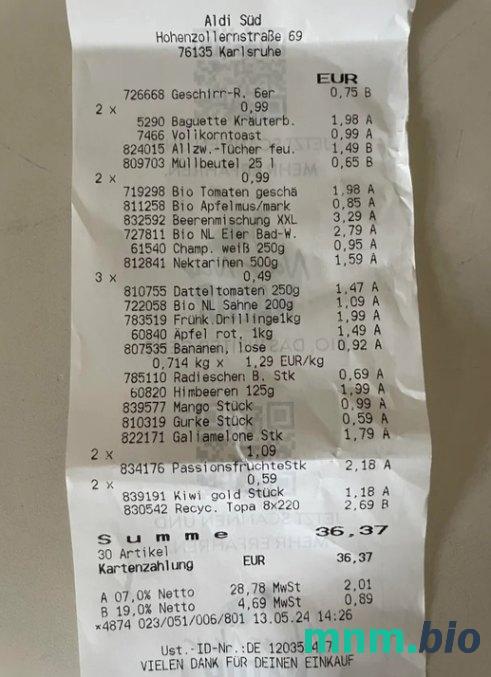 Aldi Süd
Hohenzollernstraße 69
76135 Karlsruhe
EUR
726668 Geschirr-R. 6er 0,75 B
2 x 0,99
5290 Baguette Kräuterb. 1,98 A
7466 Vollkorntoast 0,99 A
824015 Allzw.-Tücher feu. 1,49 B
809703 Müllbeutel 25 l 0,65 B
2 x 0,99
719298 Bio Tomaten geschä 1,98 A
811258 Bio Apfelmus/mark 0,85 A
832592 Beerenmischung XXL 3,29 A
727811 Bio NL Eier Bad-W. 2,79 A
61540 Champ. weiß 250g 0,95 A
812841 Nektarinen 500g 1,59 A
3 x 0,49
810755 Datteltomaten 250g 1,47 A
722058 Bio NL Sahne 200g 1,09 A
783519 Frühk.Drillinge1kg 1,99 A
60840 Apfel rot. 1kg 1,49 A
807535 Bananen, lose 0,92 A
0,714 kg x 1,29 EUR/kg
785110 Radieschen B. Stk 0,69 A
60820 Himbeeren 125g 1,99 A
839577 Mango Stück 0,99 A
810319 Gurke Stück 0,59 A
822171 Galiamelone Stk 1,79 A
2 x 1,09
834176 PassionsfrüchteStk 2,18 A
2 x 0,59
839191 Kiwi gold Stück 1,18 A
830542 Recyc. Topa 8x220 2,69 B
Summe 36,37
30 Artikel
Kartenzahlung EUR 36,37
A 07,0% Netto 28,78 MwSt 2,01
B 19,0% Netto 4,69 MwSt 0,89
*4874 023/051/006/801 13.05.24 14:26
mnm.bio
Ust.-ID-Nr.:DE
VIELEN DANK FÜR DEINEN EINKAUF